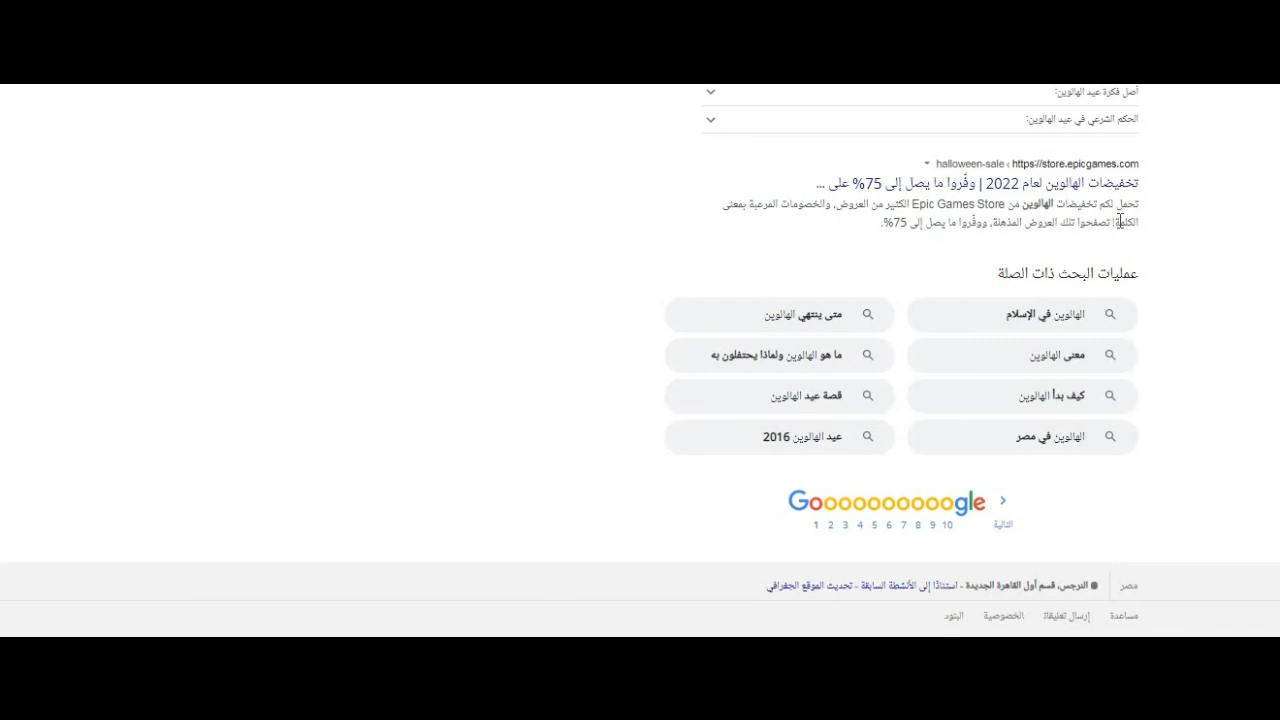 أصل فكرة عيد الهالوين:
الحكم الشرعي في عيد الهالوين:
https://store.epicgames.com › halloween-sale
تخفيضات الهالوين لعام 2022 | وفّروا ما يصل إلى 75% على ...
تحمل لكم تخفيضات الهالوين من Epic Games Store الكثير من العروض، والخصومات المرعبة بمعنى
الكلمة! تصفحوا تلك العروض المذهلة، ووفّروا ما يصل إلى 75%.
عمليات البحث ذات الصلة
الهالوين في الإسلام
متى ينتهي الهالوين
معنى الهالوين
ما هو الهالوين ولماذا يحتفلون به
كيف بدأ الهالوين
قصة عيد الهالوين
الهالوين في مصر
عيد الهالوين 2016
Goooooooooogle
1 2 3 4 5 6 7 8 9 10 التالية
مصر
النرجس، قسم أول القاهرة الجديدة - استنادًا إلى الأنشطة السابقة - تحديث الموقع الجغرافي
مساعدة إرسال تعليقات الخصوصية البنود